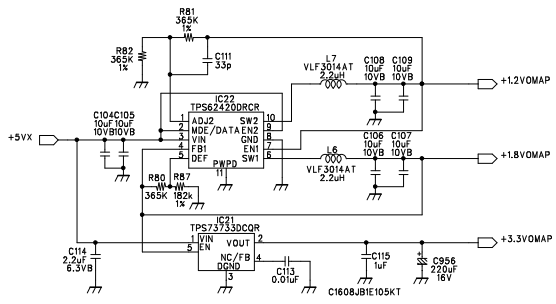 R81
365K
1%
R82
365K
1%
C111
33p
L7
VLF3014AT
2.2uH
C108
10uF
10VB
C109
10uF
10VB
+1.2VOMAP
IC22
TPS62420DRCR
1 ADJ2 SW2 10
2 MDE/DATA EN2 9
3 VIN GND 8
4 FB1 EN1 7
5 DEF SW1 6
PWPD
11
C104 C105
10uF 10uF
10VB 10VB
+5VX
L6
VLF3014AT
2.2uH
C106
10uF
10VB
C107
10uF
10VB
+1.8VOMAP
R80
365K
R87
182k
1%
IC21
TPS73733DCQR
1 VIN VOUT 2
5 EN
NC/FB 4
DGND
3
C114
2.2uF
6.3VB
C113
0.01uF
C115
1uF
C1608JB1E105KT
C956
220uF
16V
+3.3VOMAP